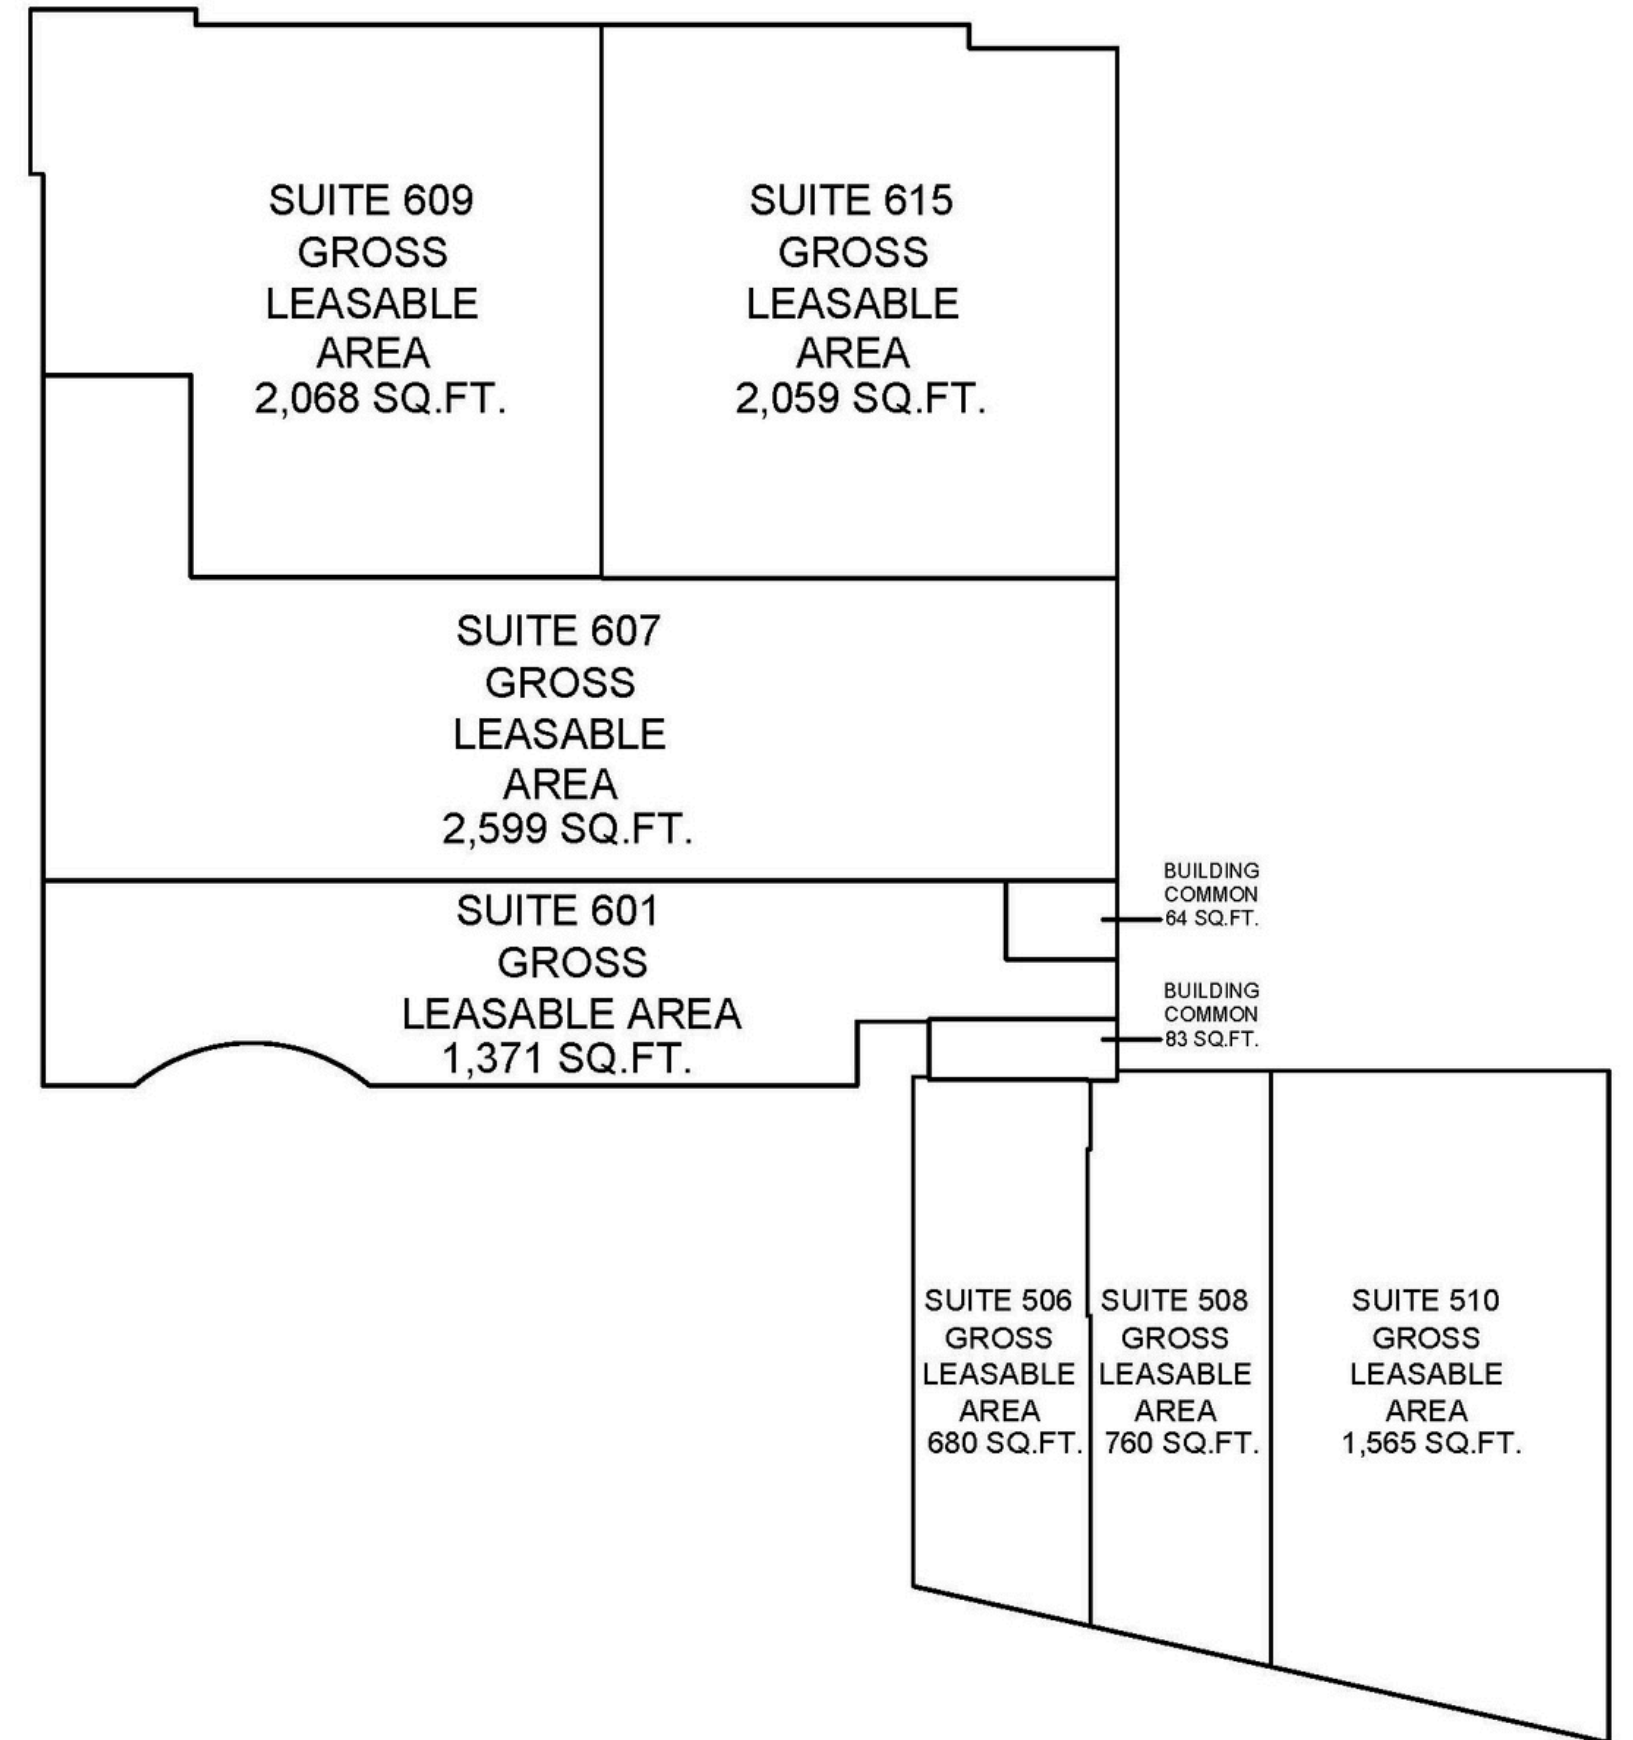 SUITE 609
GROSS
LEASABLE
AREA
2,068 SQ.FT.
SUITE 615
GROSS
LEASABLE
AREA
2,059 SQ.FT.
SUITE 607
GROSS
LEASABLE
AREA
2,599 SQ.FT.
SUITE 601
GROSS
LEASABLE AREA
1,371 SQ.FT.
BUILDING
COMMON
64 SQ.FT.
BUILDING
COMMON
83 SQ.FT.
SUITE 506
GROSS
LEASABLE
AREA
680 SQ.FT.
SUITE 508
GROSS
LEASABLE
AREA
760 SQ.FT.
SUITE 510
GROSS
LEASABLE
AREA
1,565 SQ.FT.